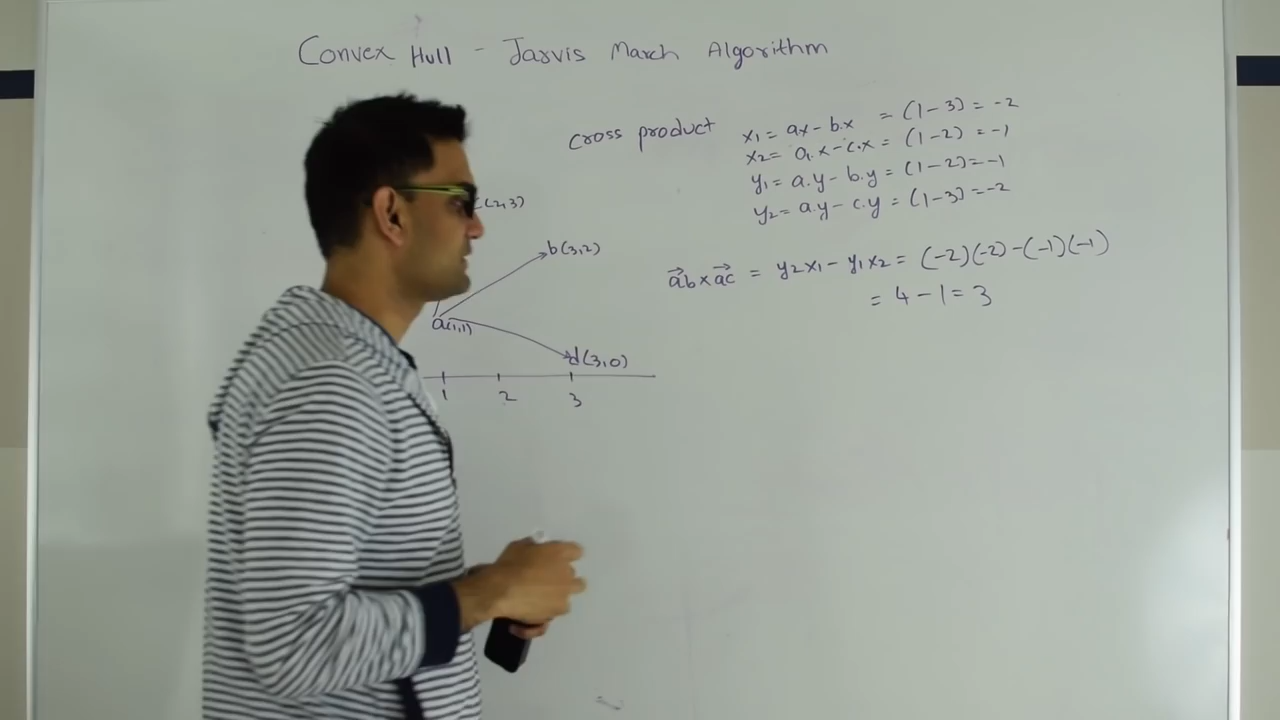 Convex Hull - Jarvis March Algorithm
cross product
x1 = ax - b.x = (1-3) = -2
x2 = a.x - c.x = (1-2) = -1
y1 = a.y - b.y = (1-2) = -1
y2 = a.y - c.y = (1-3) = -2
(2,3)
b(3,2)
ab x ac = y2x1 - y1x2 = (-2)(-2) - (-1)(-1)
= 4 - 1 = 3
a(1,1)
d(3,0)
1 2 3